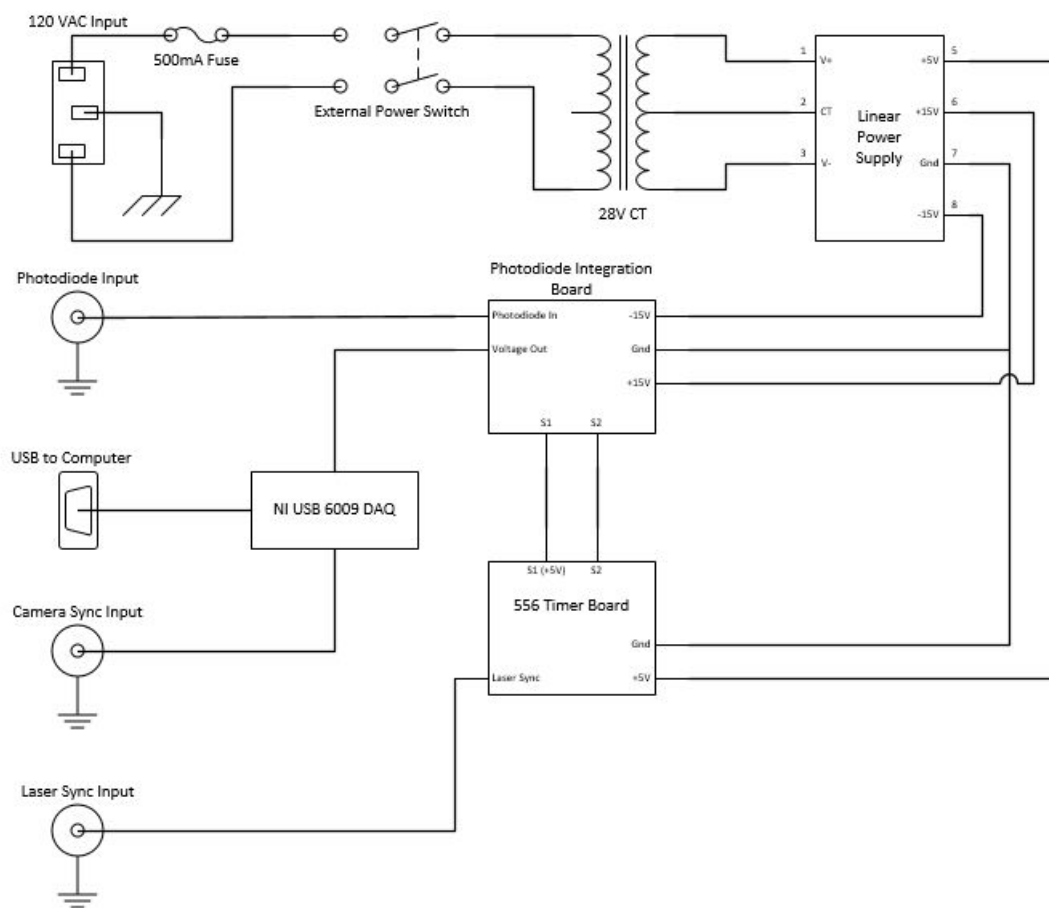 120 VAC Input
500mA Fuse
External Power Switch
28V CT
1
V+
2
CT
3
V-
Linear
Power
Supply
5
+5V
6
+15V
7
Gnd
8
-15V
Photodiode Input
Photodiode Integration
Board
Photodiode In
-15V
Voltage Out
Gnd
+15V
S1
S2
USB to Computer
NI USB 6009 DAQ
S1 (+5V)
S2
556 Timer Board
Camera Sync Input
Gnd
Laser Sync
+5V
Laser Sync Input